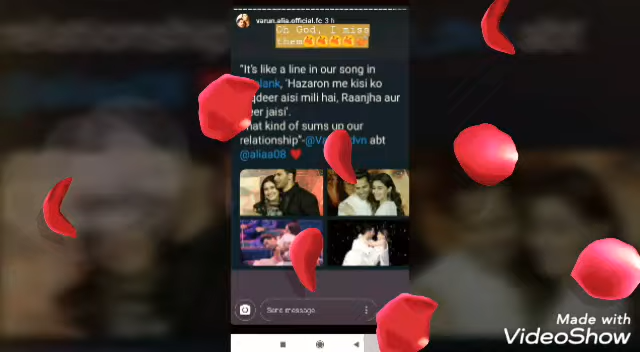 varun.alia.official.fc 3 h
Oh God, I miss
them
"It's like a line in our song in
lank, 'Hazaron me kisi ko
qdeer aisi mili hai, Raanjha aur
eer jaisi'.
hat kind of sums up our
relationship"-@Va dvn abt
@aliaa08
Send message
Made with
VideoShow